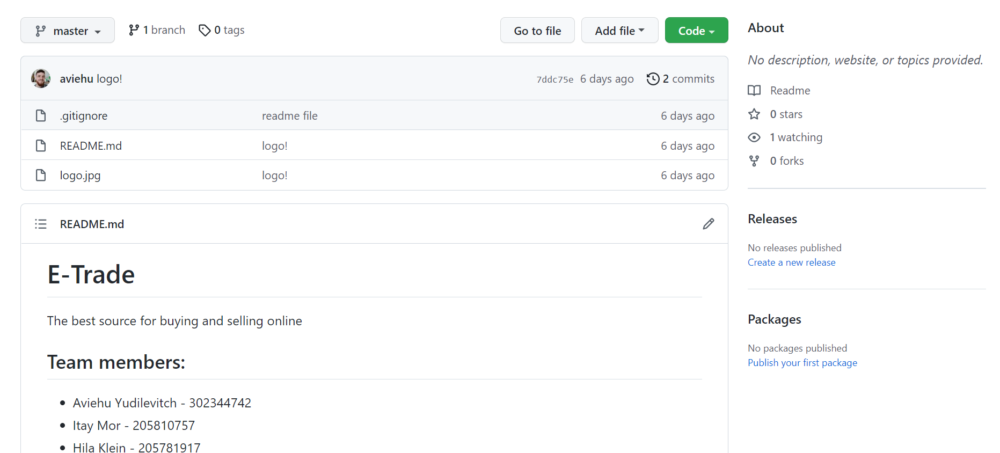 master 1 branch 0 tags Go to file Add file Code
aviehu logo! 7ddc75e 6 days ago 2 commits
.gitignore readme file 6 days ago
README.md logo! 6 days ago
logo.jpg logo! 6 days ago
README.md
E-Trade
The best source for buying and selling online
Team members:
Aviehu Yudilevitch - 302344742
Itay Mor - 205810757
Hila Klein - 205781917
About
No description, website, or topics provided.
Readme
0 stars
1 watching
0 forks
Releases
No releases published
Create a new release
Packages
No packages published
Publish your first package